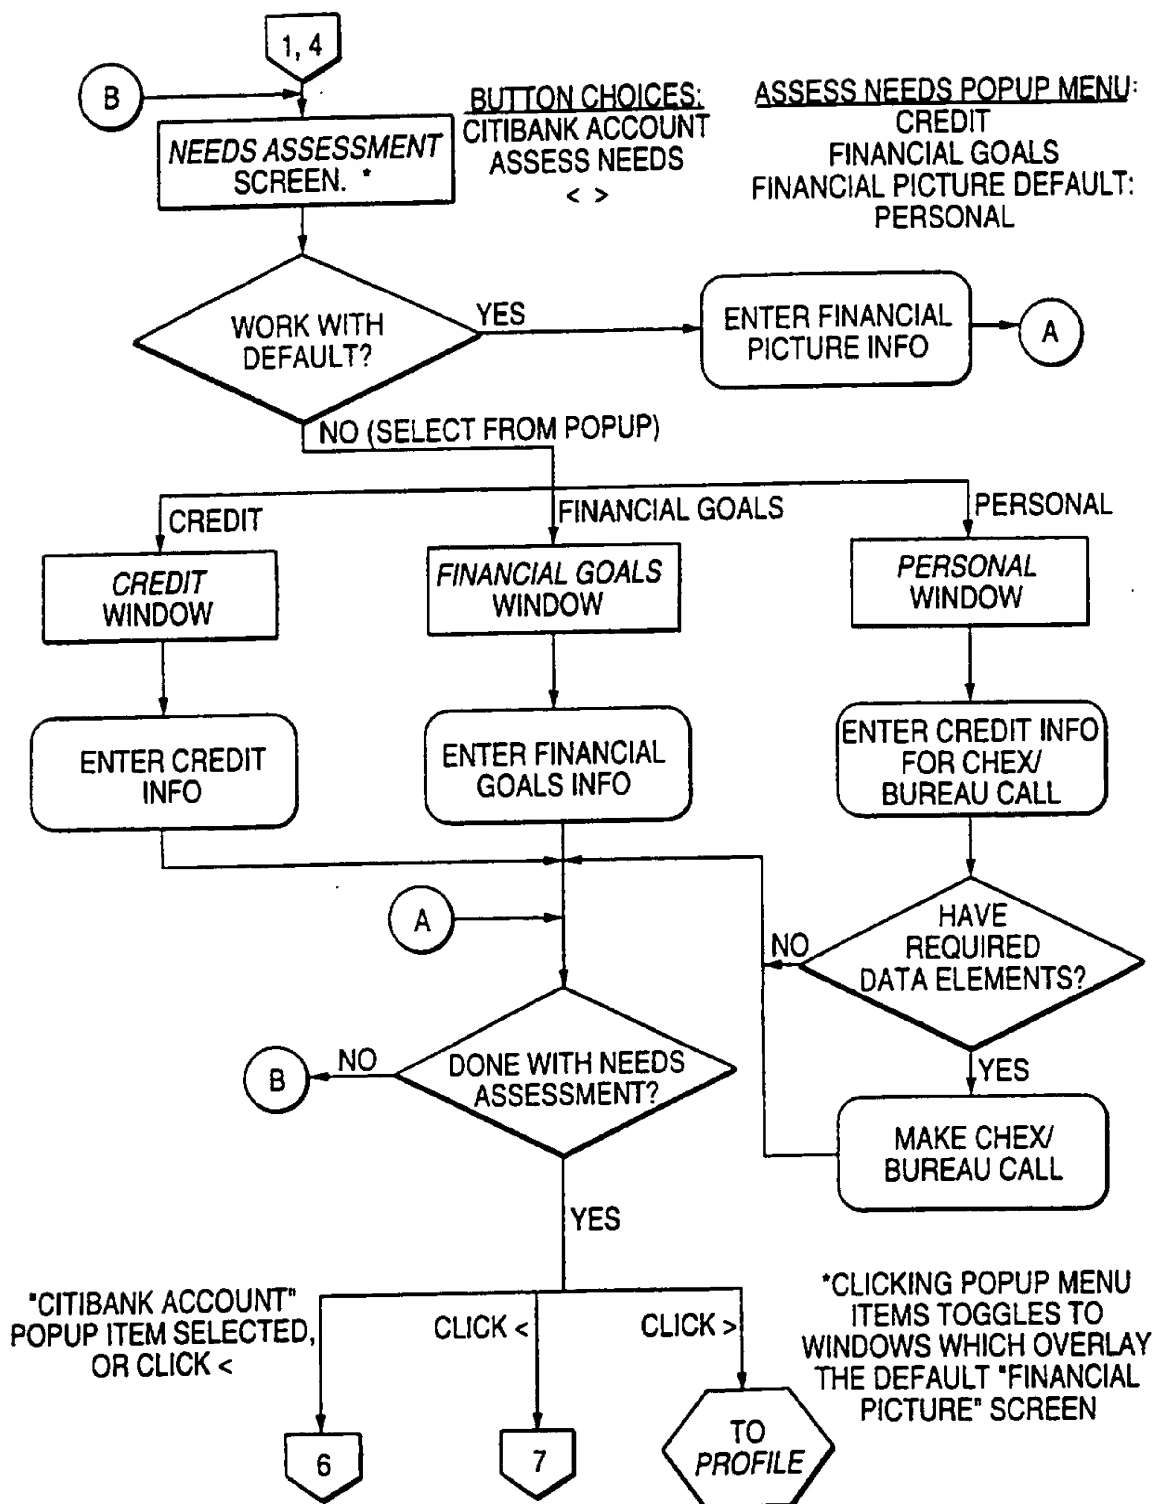 1, 4
B
NEEDS ASSESSMENT
SCREEN. *
BUTTON CHOICES:
CITIBANK ACCOUNT
ASSESS NEEDS
< >
ASSESS NEEDS POPUP MENU:
CREDIT
FINANCIAL GOALS
FINANCIAL PICTURE DEFAULT:
PERSONAL
WORK WITH
DEFAULT?
YES
ENTER FINANCIAL
PICTURE INFO
A
NO (SELECT FROM POPUP)
CREDIT
FINANCIAL GOALS
PERSONAL
CREDIT
WINDOW
FINANCIAL GOALS
WINDOW
PERSONAL
WINDOW
ENTER CREDIT
INFO
ENTER FINANCIAL
GOALS INFO
ENTER CREDIT INFO
FOR CHEX/
BUREAU CALL
A
HAVE
REQUIRED
DATA ELEMENTS?
NO
YES
B
NO
DONE WITH NEEDS
ASSESSMENT?
MAKE CHEX/
BUREAU CALL
YES
"CITIBANK ACCOUNT"
POPUP ITEM SELECTED,
OR CLICK <
CLICK <
CLICK >
*CLICKING POPUP MENU
ITEMS TOGGLES TO
WINDOWS WHICH OVERLAY
THE DEFAULT "FINANCIAL
PICTURE" SCREEN
6
7
TO
PROFILE